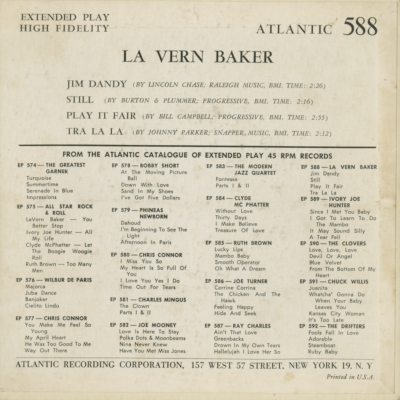 EXTENDED PLAY
HIGH FIDELITY
ATLANTIC 588
LA VERN BAKER
JIM DANDY (BY LINCOLN CHASE; RALEIGH MUSIC, BMI. TIME: 2:26)
STILL (BY BURTON & PLUMMER; PROGRESSIVE, BMI. TIME: 2:16)
PLAY IT FAIR (BY BILL CAMPBELL; PROGRESSIVE, BMI. TIME: 2:55)
TRA LA LA (BY JOHNNY PARKER; SNAPPER MUSIC, BMI. TIME: 2:12)
FROM THE ATLANTIC CATALOGUE OF EXTENDED PLAY 45 RPM RECORDS
EP 574 — THE GREATEST
GARNER
Turquoise
Summertime
Serenade In Blue
Impressions
EP 575 — ALL STAR ROCK
& ROLL
LaVern Baker — You
Better Stop
Ivory Joe Hunter — All
My Life
Clyde McPhatter — Let
The Boogie Woogie
Roll
Ruth Brown — Too Many
Men
EP 576 — WILBUR DE PARIS
Majorca
Juba Dance
Banjoker
Cielito Lindo
EP 577 — CHRIS CONNOR
You Make Me Feel So
Young
My April Heart
He Was Too Good To Me
Way Out There
EP 578 — BOBBY SHORT
At The Moving Picture
Ball
Down With Love
Sand In My Shoes
I've Got Five Dollars
EP 579 — PHINEAS
NEWBORN
Dahoud
I'm Beginning To See The
Light
Afternoon In Paris
EP 580 — CHRIS CONNOR
I Miss You So
My Heart Is So Full Of
You
I Love You Yes I Do
Time Out For Tears
EP 581 — CHARLES MINGUS
The Clown
Parts I & II
EP 582 — JOE MOONEY
Love Is Here To Stay
Polka Dots & Moonbeams
Nina Never Knew
Have You Met Miss Jones
EP 583 — THE MODERN
JAZZ QUARTET
Fontessa
Parts I & II
EP 584 — CLYDE
MC PHATTER
Without Love
Thirty Days
I Make Believe
Treasure Of Love
EP 585 — RUTH BROWN
Lucky Lips
Mambo Baby
Smooth Operator
Oh What A Dream
EP 586 — JOE TURNER
Corrine Corrina
The Chicken And The
Hawk
Feeling Happy
Hide And Seek
EP 587 — RAY CHARLES
Ain't That Love
Greenbacks
Drown In My Own Tears
Hallelujah I Love Her So
EP 588 — LA VERN BAKER
Jim Dandy
Still
Play It Fair
Tra La La
EP 589 — IVORY JOE
HUNTER
Since I Met You Baby
I Got To Learn To Do
The Mambo
It May Sound Silly
A Tear Fell
EP 590 — THE CLOVERS
Love, Love, Love
Devil Or Angel
Blue Velvet
From The Bottom Of My
Heart
EP 591 — CHUCK WILLIS
Juanita
Whatcha' Gonna Do
When Your Baby
Leaves You
Kansas City Woman
It's Too Late
EP 592 — THE DRIFTERS
Fools Fall In Love
Adorable
Steamboat
Ruby Baby
ATLANTIC RECORDING CORPORATION, 157 WEST 57 STREET, NEW YORK 19, N. Y
Printed in U.S.A.